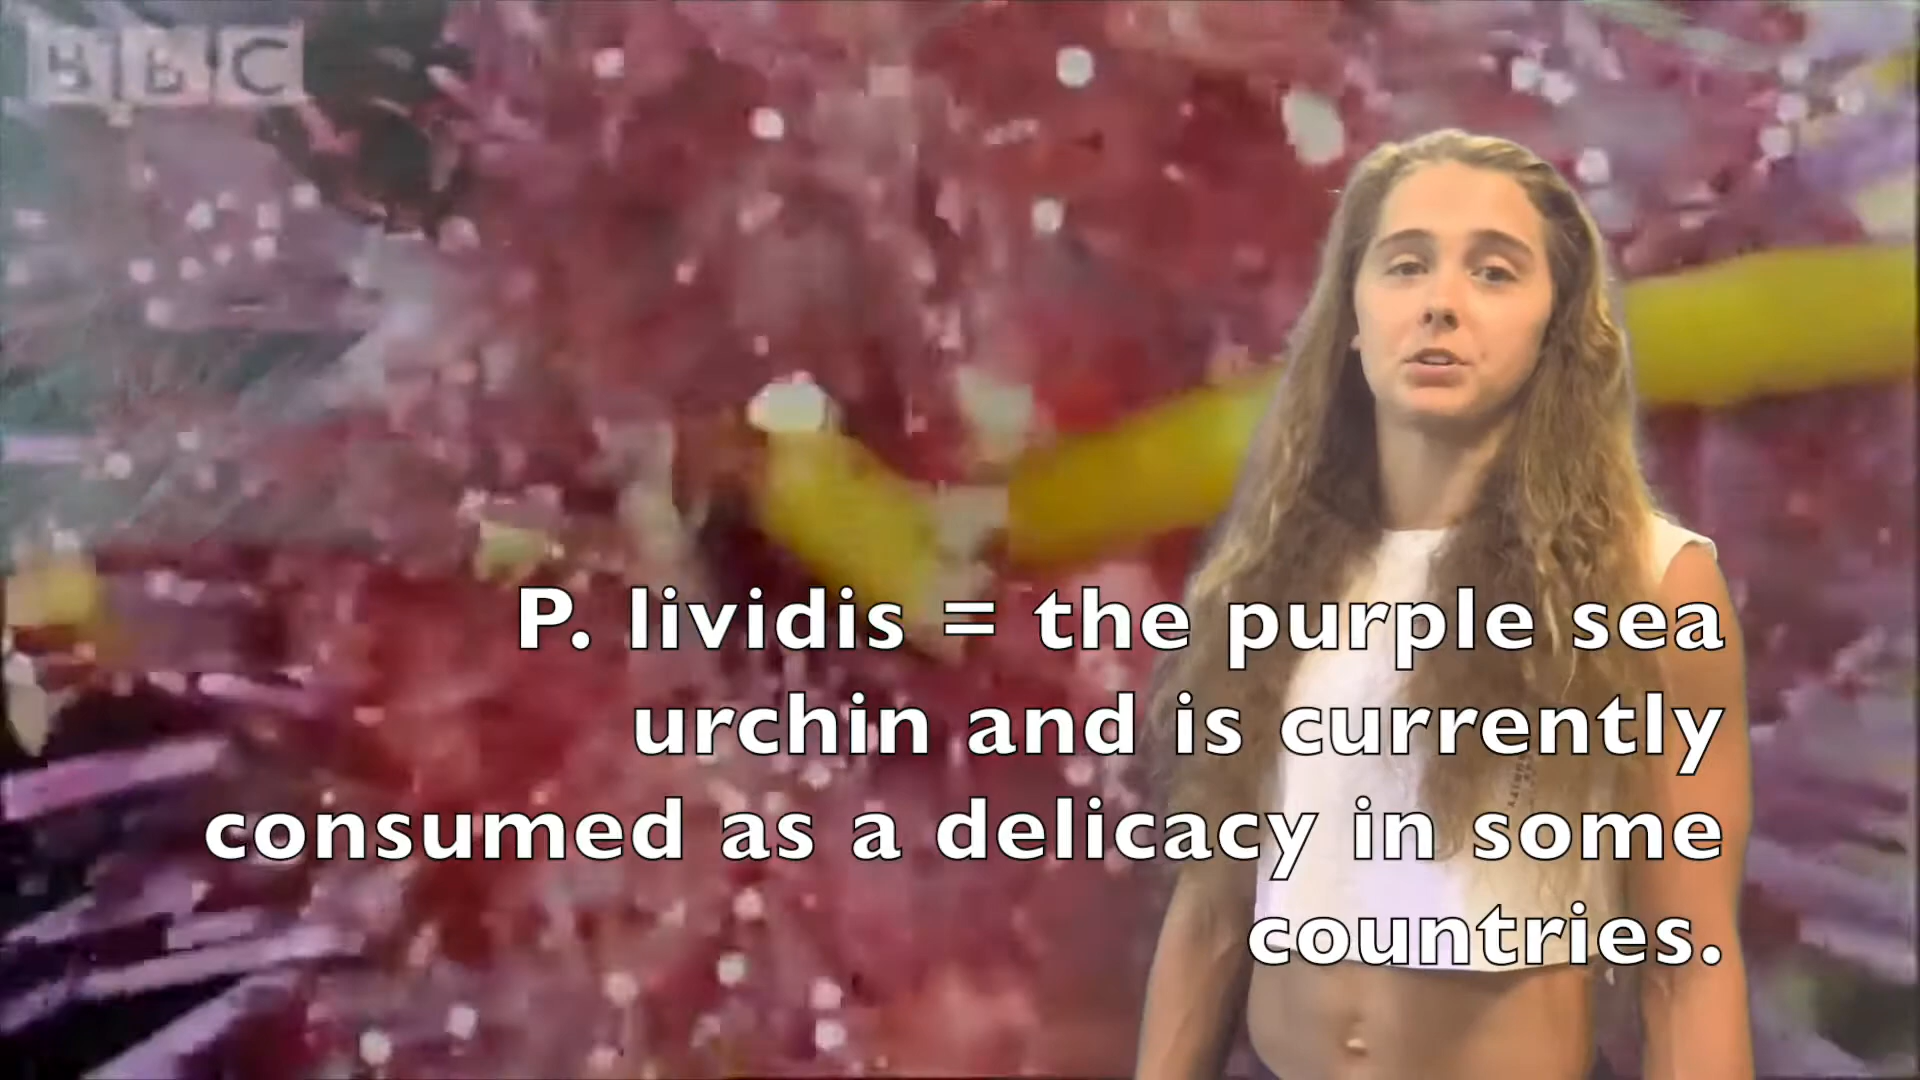 BBC
P. lividis = the purple sea
urchin and is currently
consumed as a delicacy in some
countries.